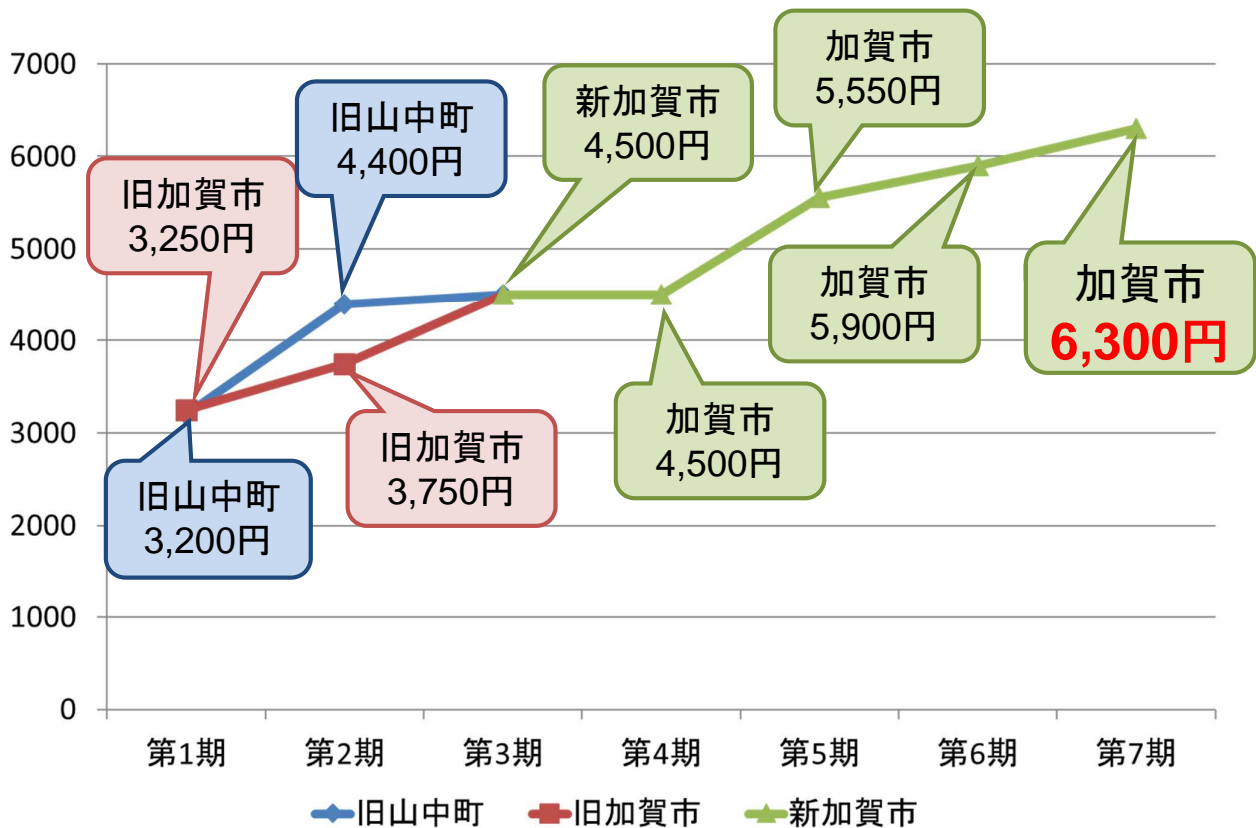 7000
6000
5000
4000
3000
2000
1000
0
旧加賀市
3,250円
旧山中町
3,200円
旧山中町
4,400円
旧加賀市
3,750円
新加賀市
4,500円
加賀市
4,500円
加賀市
5,550円
加賀市
5,900円
加賀市
6,300円
第1期
第2期
第3期
第4期
第5期
第6期
第7期
旧山中町
旧加賀市
新加賀市